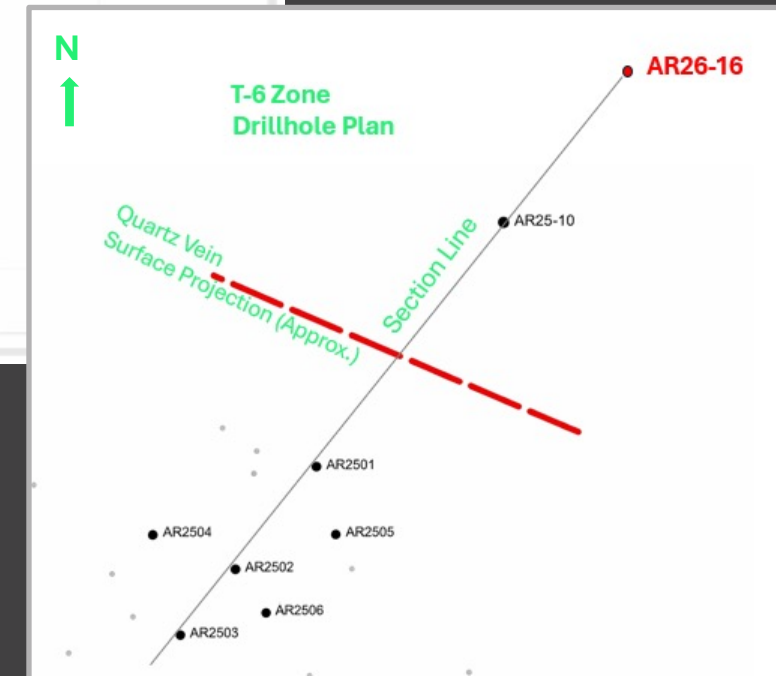 N
AR26-16
T-6 Zone
Drillhole Plan
AR25-10
Quartz Vein
Surface Projection (Approx.)
Section Line
AR2501
AR2504
AR2505
AR2502
AR2506
AR2503